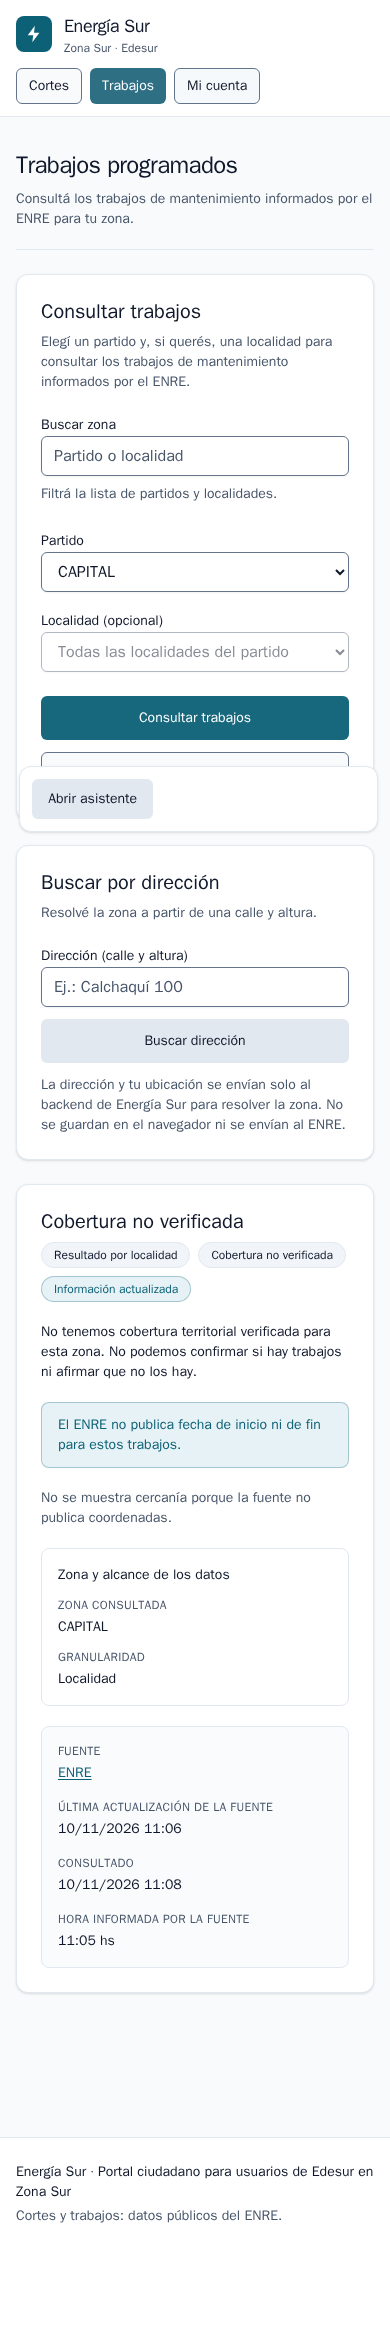 Energía Sur
Zona Sur · Edesur
Cortes
Trabajos
Mi cuenta
Trabajos programados
Consultá los trabajos de mantenimiento informados por el
ENRE para tu zona.
Consultar trabajos
Elegí un partido y, si querés, una localidad para
consultar los trabajos de mantenimiento
informados por el ENRE.
Buscar zona
Partido o localidad
Filtrá la lista de partidos y localidades.
Partido
CAPITAL
Localidad (opcional)
Todas las localidades del partido
Consultar trabajos
Abrir asistente
Buscar por dirección
Resolvé la zona a partir de una calle y altura.
Dirección (calle y altura)
Ej.: Calchaquí 100
Buscar dirección
La dirección y tu ubicación se envían solo al
backend de Energía Sur para resolver la zona. No
se guardan en el navegador ni se envían al ENRE.
Cobertura no verificada
Resultado por localidad
Cobertura no verificada
Información actualizada
No tenemos cobertura territorial verificada para
esta zona. No podemos confirmar si hay trabajos
ni afirmar que no los hay.
El ENRE no publica fecha de inicio ni de fin
para estos trabajos.
No se muestra cercanía porque la fuente no
publica coordenadas.
Zona y alcance de los datos
ZONA CONSULTADA
CAPITAL
GRANULARIDAD
Localidad
FUENTE
ENRE
ÚLTIMA ACTUALIZACIÓN DE LA FUENTE
10/11/2026 11:06
CONSULTADO
10/11/2026 11:08
HORA INFORMADA POR LA FUENTE
11:05 hs
Energía Sur · Portal ciudadano para usuarios de Edesur en
Zona Sur
Cortes y trabajos: datos públicos del ENRE.